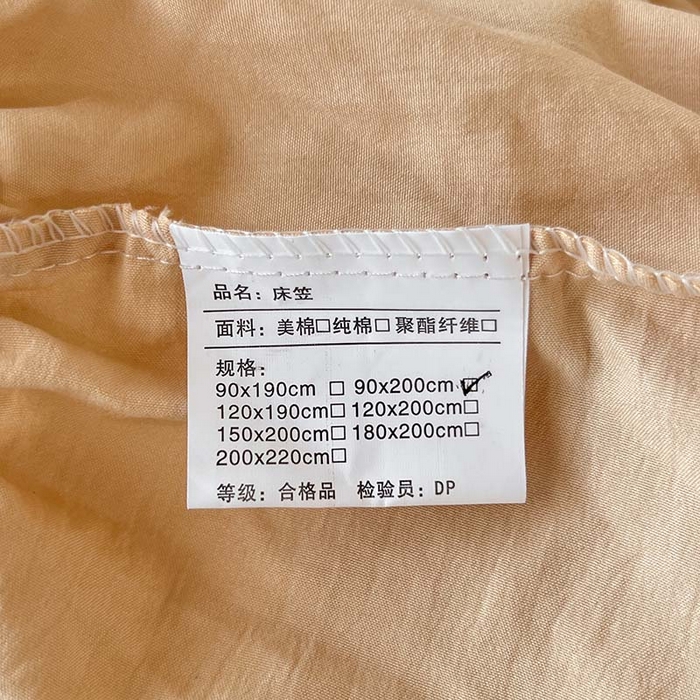 品名：床笠
面料：美棉□纯棉□ 聚酯纤维□
规格：
90x190cm □ 90x200cm☑
120x190cm□ 120x200cm□
150x200cm□ 180x200cm□
200x220cm□
等级：合格品 检验员：DP